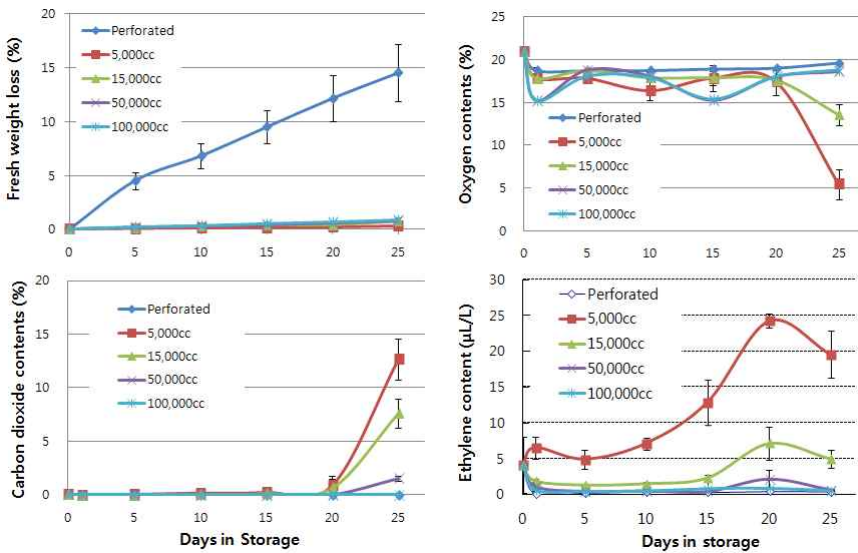 Fresh weight loss (%)
20
15
10
5
0
Perforated
5,000cc
15,000cc
50,000cc
100,000cc
0 5 10 15 20 25
Oxygen contents (%)
25
20
15
10
5
0
Perforated
5,000cc
15,000cc
50,000cc
100,000cc
0 5 10 15 20 25
Carbon dioxide contents (%)
20
15
10
5
0
Perforated
5,000cc
15,000cc
50,000cc
100,000cc
0 5 10 15 20 25
Days in Storage
Ethylene content (µL/L)
30
25
20
15
10
5
0
Perforated
5,000cc
15,000cc
50,000cc
100,000cc
0 5 10 15 20 25
Days in storage